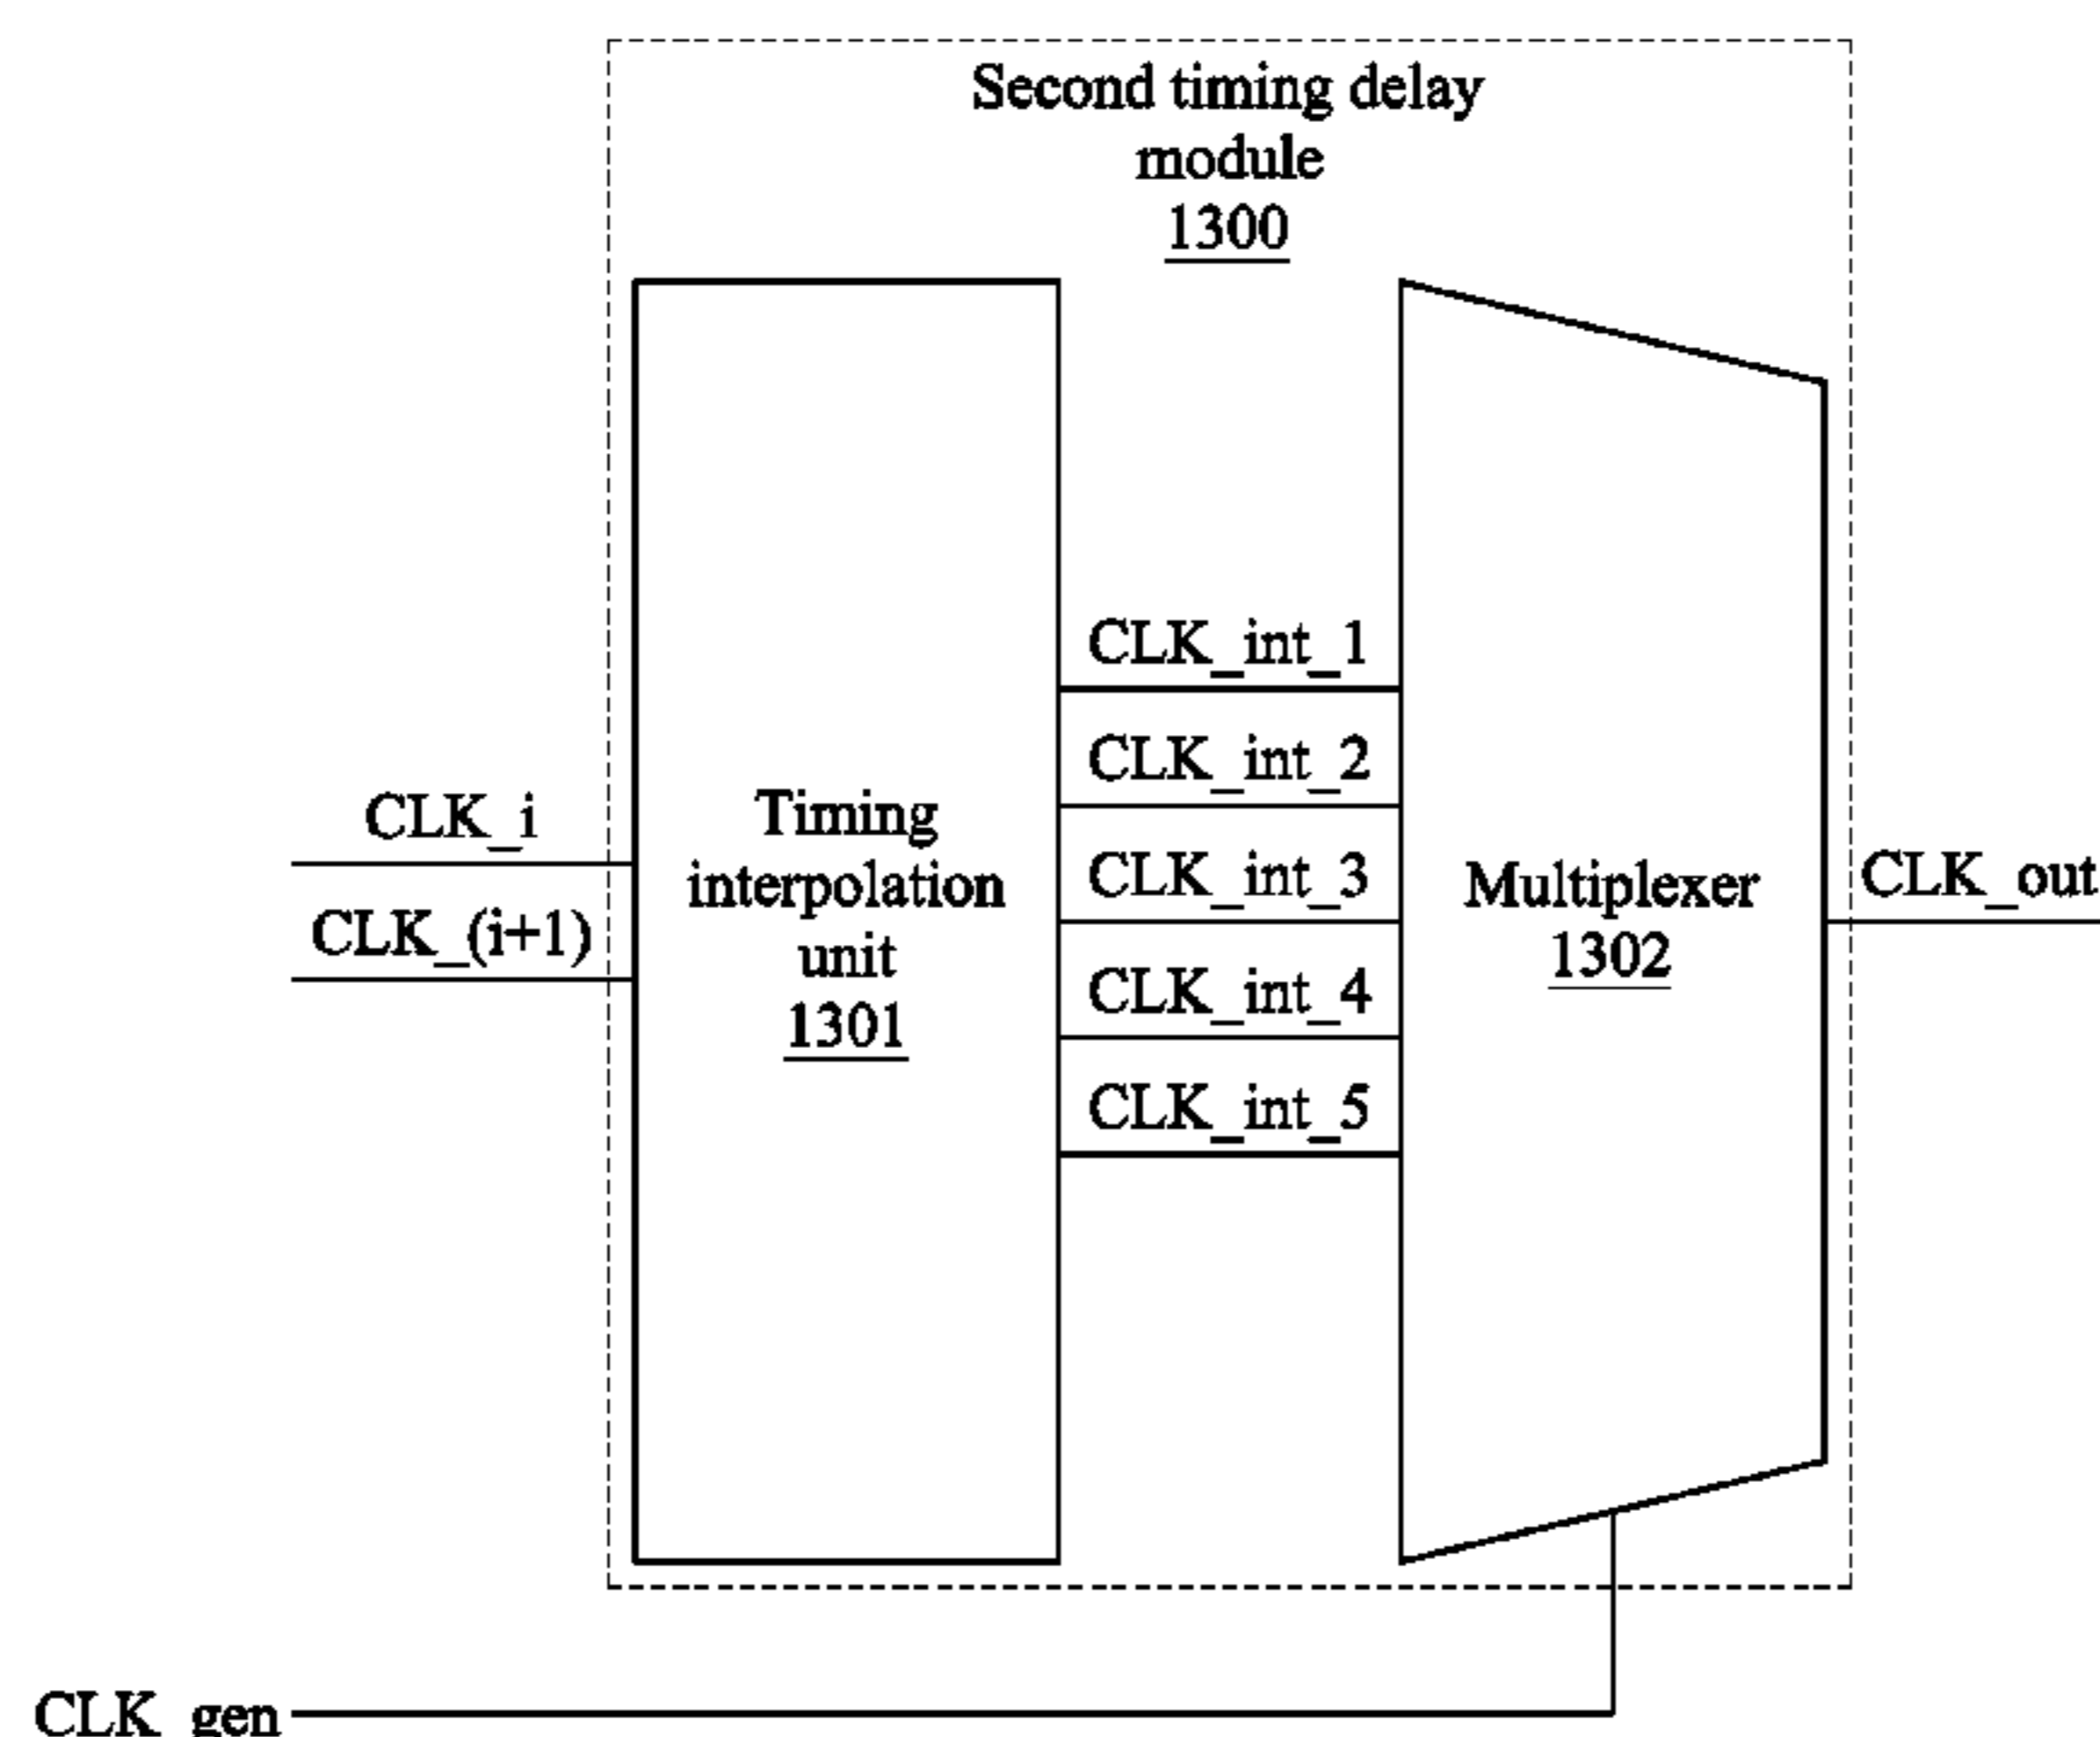 Second timing delay
module
1300
CLK_i
CLK_(i+1)
Timing
interpolation
unit
1301
CLK_int_1
CLK_int_2
CLK_int_3
CLK_int_4
CLK_int_5
Multiplexer
1302
CLK_out
CLK_gen